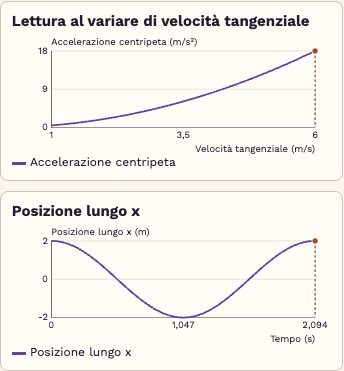 Lettura al variare di velocità tangenziale
Accelerazione centripeta (m/s²)
18
9
0
1
3,5
6
Velocità tangenziale (m/s)
Accelerazione centripeta
Posizione lungo x
Posizione lungo x (m)
2
0
-2
0
1,047
2,094
Tempo (s)
Posizione lungo x